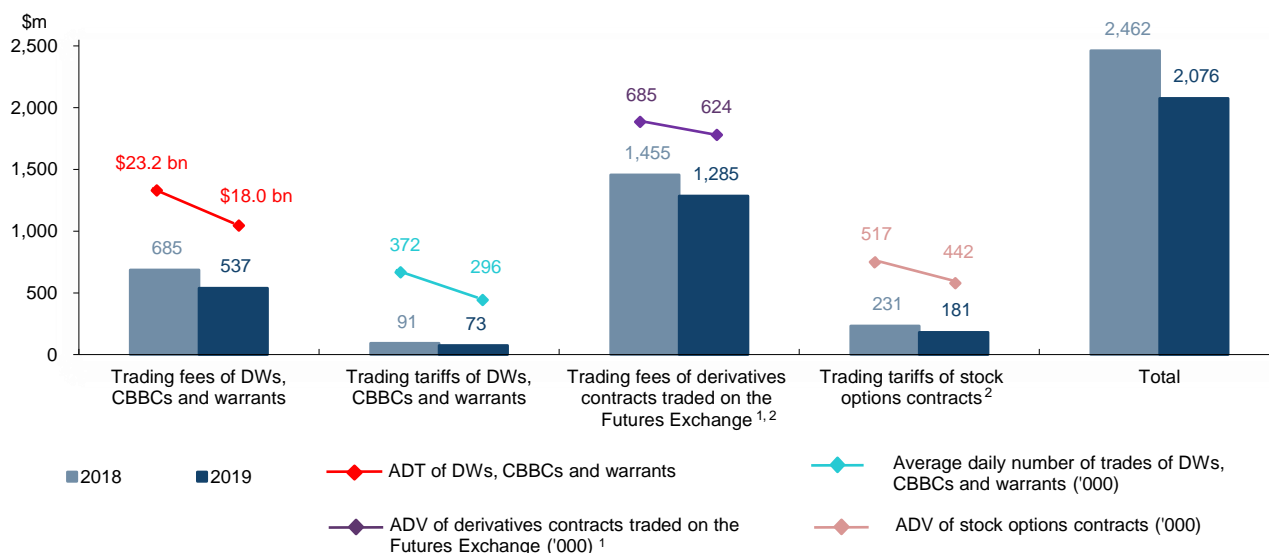 $m
2,500
2,000
1,500
1,000
500
0
$23.2 bn
$18.0 bn
685
537
372
296
91
73
685
624
1,455
1,285
517
442
231
181
2,462
2,076
Trading fees of DWs,
CBBCs and warrants
Trading tariffs of DWs,
CBBCs and warrants
Trading fees of derivatives
contracts traded on the
Futures Exchange 1, 2
Trading tariffs of stock
options contracts 2
Total
2018
2019
ADT of DWs, CBBCs and warrants
Average daily number of trades of DWs,
CBBCs and warrants ('000)
ADV of derivatives contracts traded on the
Futures Exchange ('000) 1
ADV of stock options contracts ('000)